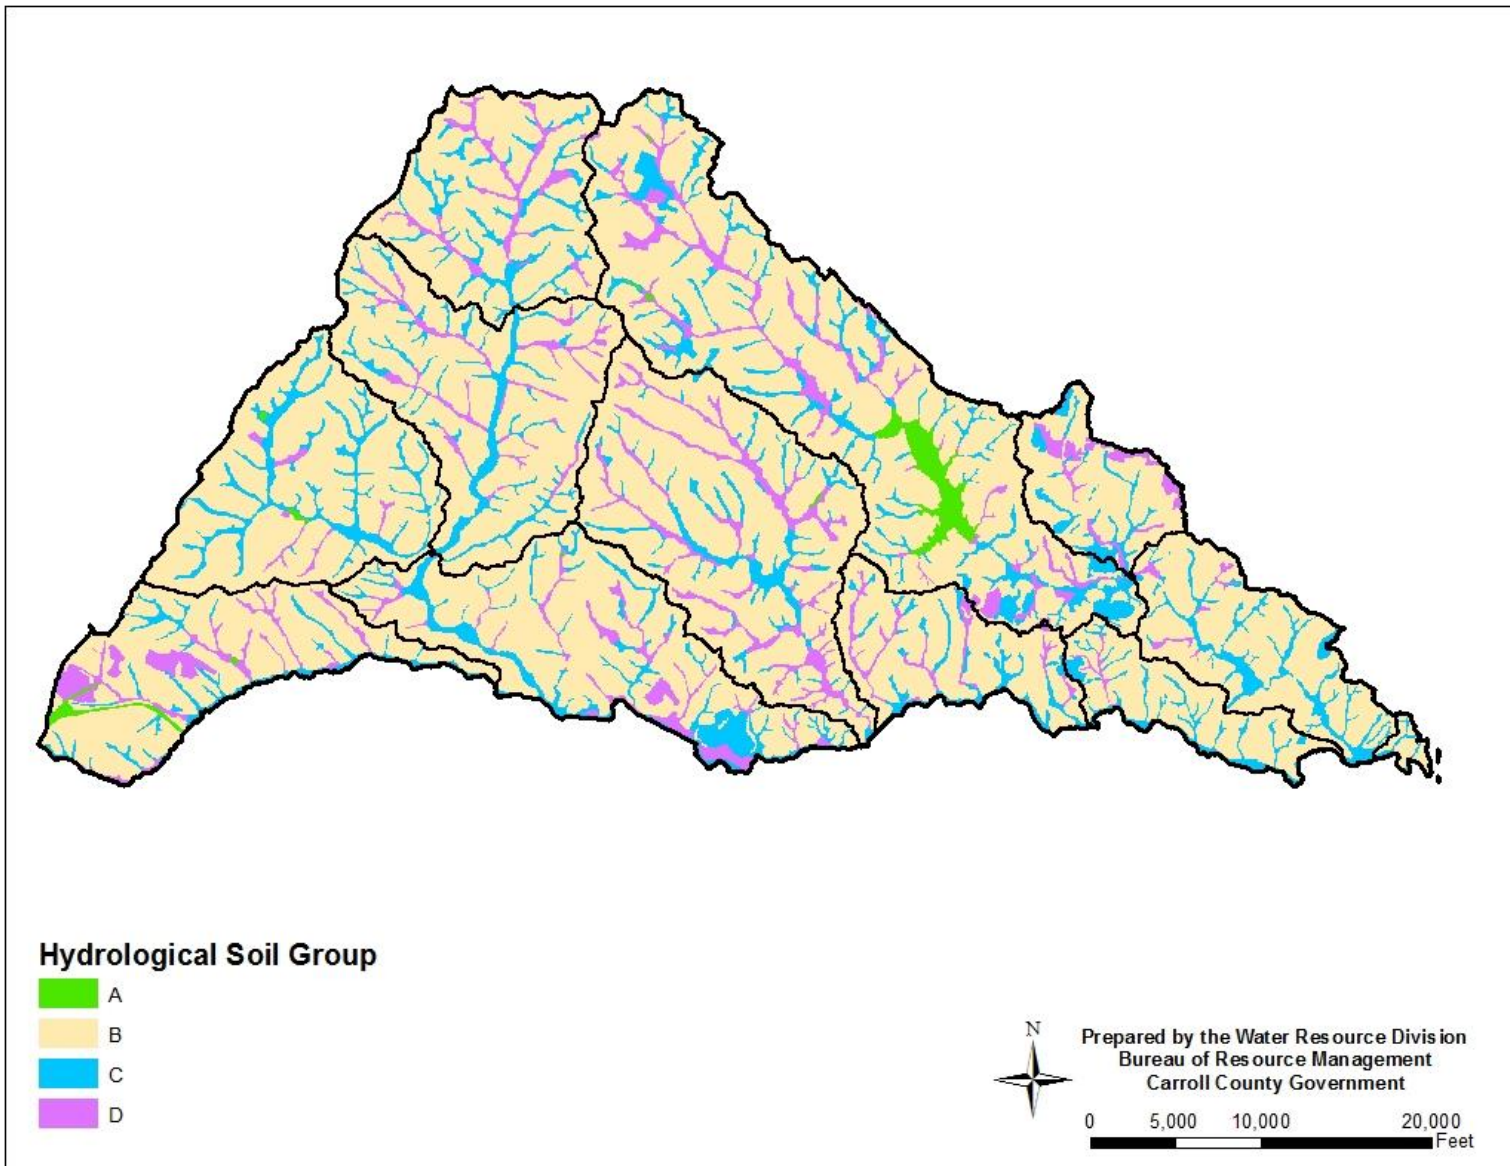 Hydrological Soil Group
A
B
C
D
N
Prepared by the Water Resource Division
Bureau of Resource Management
Carroll County Government
0 5,000 10,000 20,000
Feet